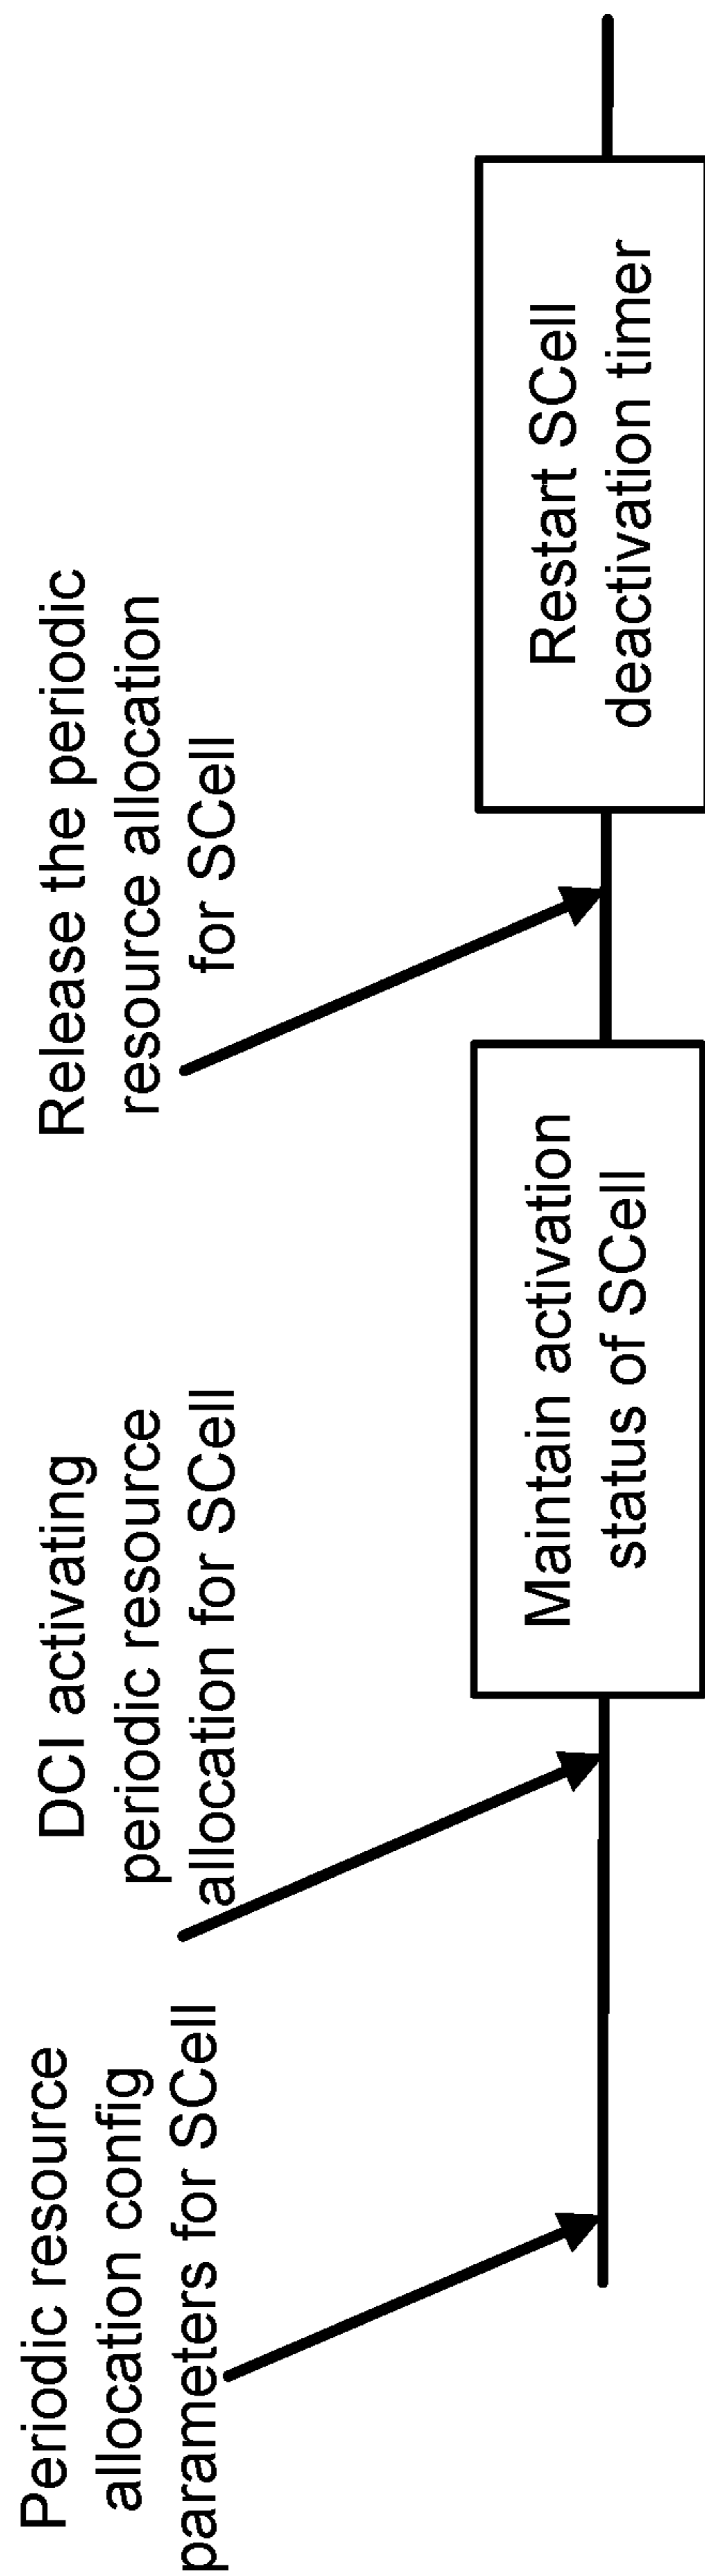 Periodic resource
allocation config
parameters for SCell
DCI activating
periodic resource
allocation for SCell
Maintain activation
status of SCell
Release the periodic
resource allocation
for SCell
Restart SCell
deactivation timer